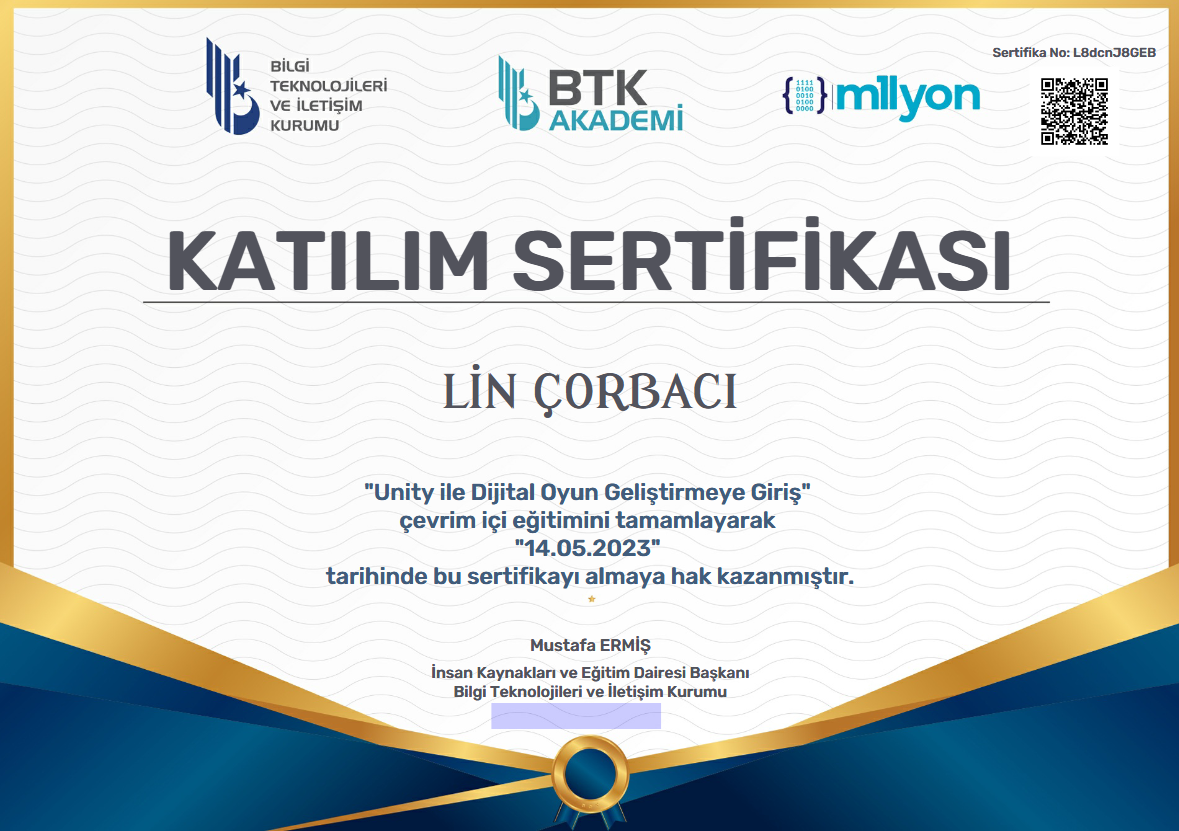 BİLGİ
TEKNOLOJİLERİ
VE İLETİŞİM
KURUMU
BTK
AKADEMİ
1111
0100
0010
0100
0000
m1lyon
Sertifika No: L8dcnJ8GEB
KATILIM SERTİFİKASI
LİN ÇORBACI
"Unity ile Dijital Oyun Geliştirmeye Giriş"
çevrim içi eğitimini tamamlayarak
"14.05.2023"
tarihinde bu sertifikayı almaya hak kazanmıştır.
Mustafa ERMİŞ
İnsan Kaynakları ve Eğitim Dairesi Başkanı
Bilgi Teknolojileri ve İletişim Kurumu